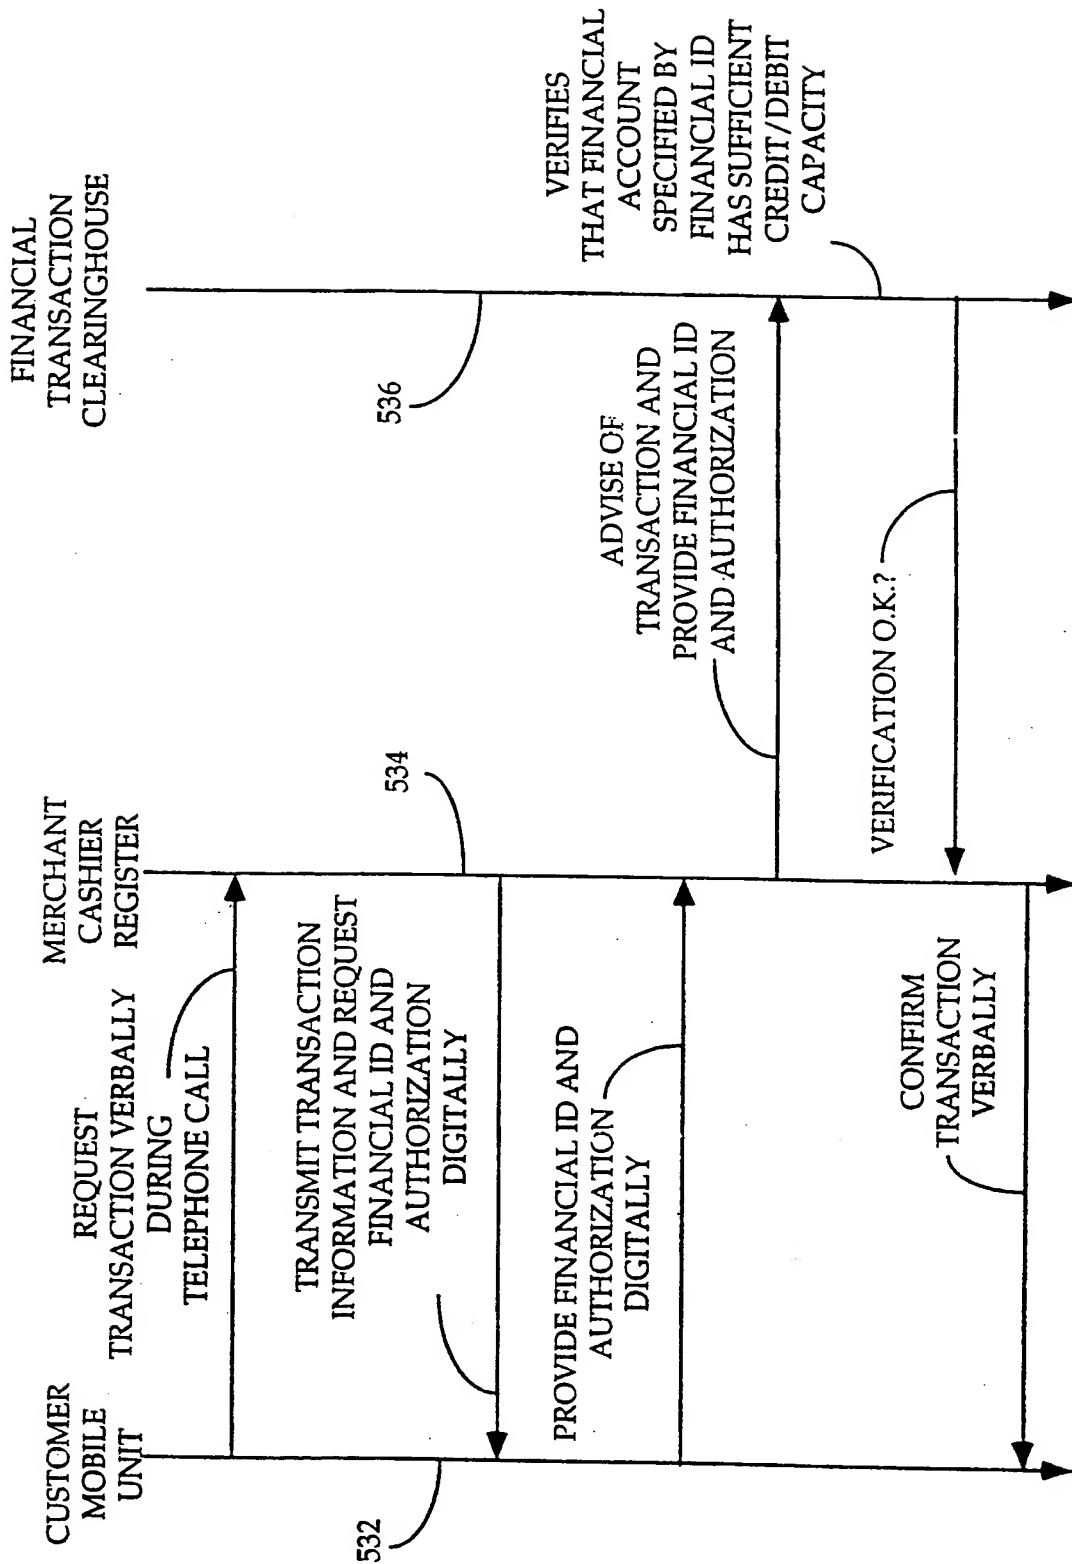 CUSTOMER
MOBILE
UNIT
REQUEST
TRANSACTION VERBALLY
DURING
TELEPHONE CALL
MERCHANT
CASHIER
REGISTER
FINANCIAL
TRANSACTION
CLEARINGHOUSE
532
534
536
TRANSMIT TRANSACTION
INFORMATION AND REQUEST
FINANCIAL ID AND
AUTHORIZATION
DIGITALLY
PROVIDE FINANCIAL ID AND
AUTHORIZATION
DIGITALLY
ADVISE OF
TRANSACTION AND
PROVIDE FINANCIAL ID
AND AUTHORIZATION
VERIFIES
THAT FINANCIAL
ACCOUNT
SPECIFIED BY
FINANCIAL ID
HAS SUFFICIENT
CREDIT/DEBIT
CAPACITY
VERIFICATION O.K.?
CONFIRM
TRANSACTION
VERBALLY